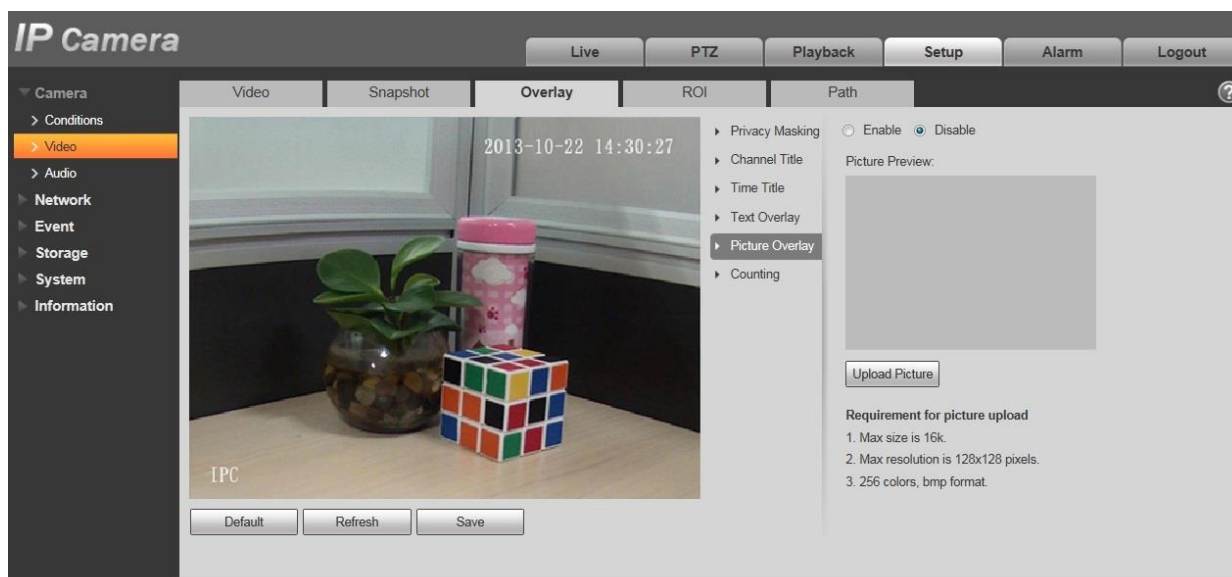 IP Camera
Live PTZ Playback Setup Alarm Logout
Camera
Conditions
Video
Audio
Network
Event
Storage
System
Information
Video Snapshot Overlay ROI Path
?
2013-10-22 14:30:27
IPC
Default Refresh Save
Privacy Masking
Channel Title
Time Title
Text Overlay
Picture Overlay
Counting
Enable Disable
Picture Preview:
Upload Picture
Requirement for picture upload
1. Max size is 16k.
2. Max resolution is 128x128 pixels.
3. 256 colors, bmp format.